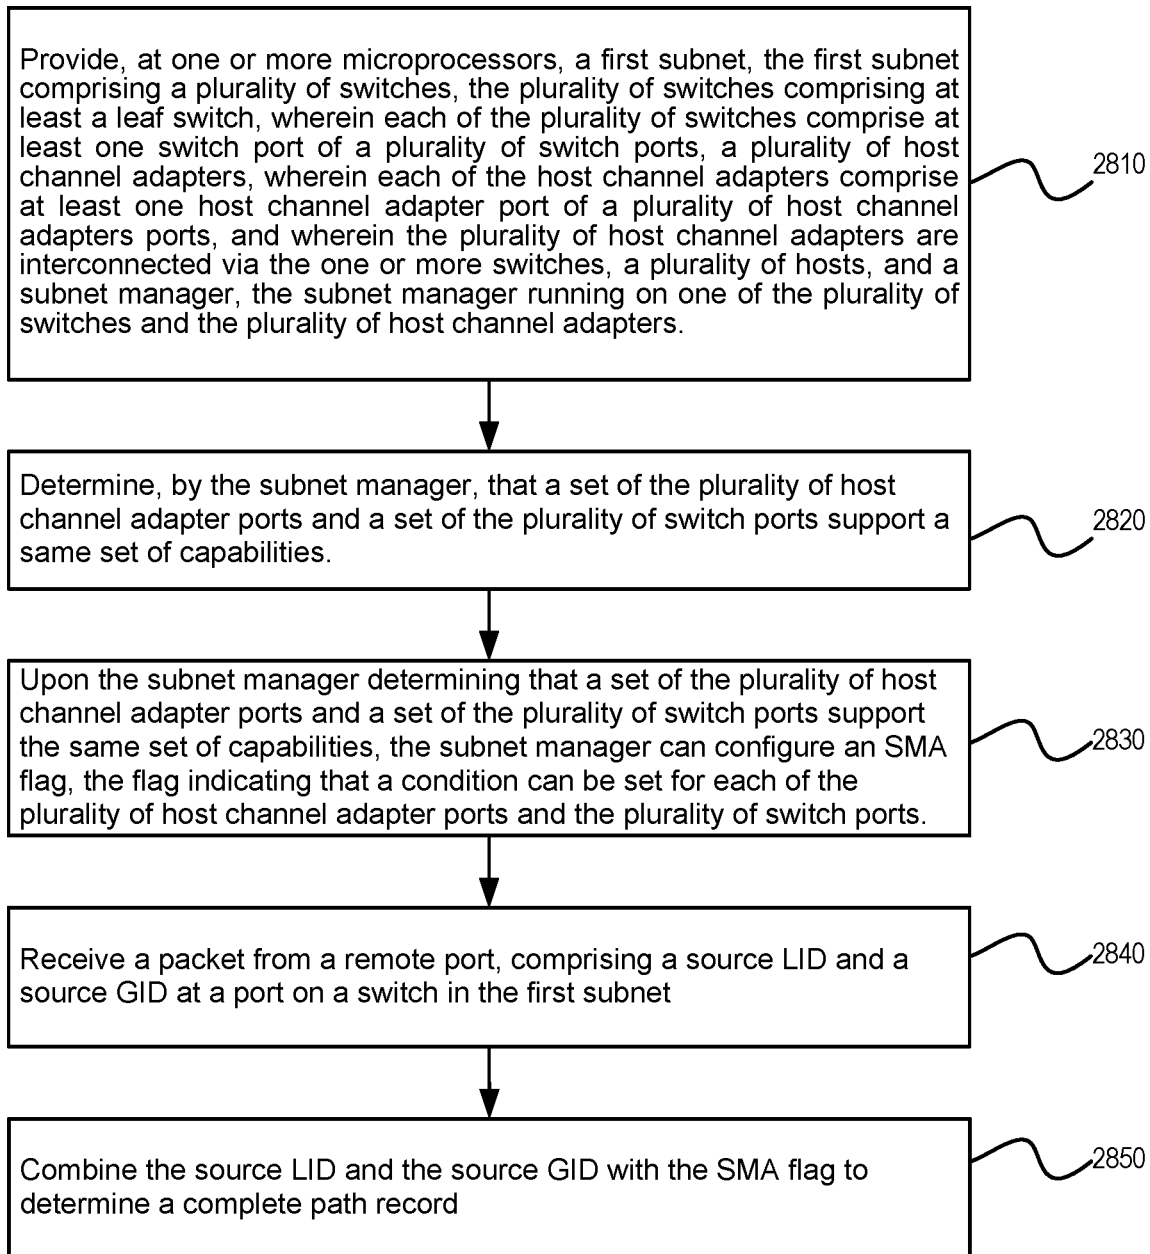 Provide, at one or more microprocessors, a first subnet, the first subnet
comprising a plurality of switches, the plurality of switches comprising at
least a leaf switch, wherein each of the plurality of switches comprise at
least one switch port of a plurality of switch ports, a plurality of host
channel adapters, wherein each of the host channel adapters comprise
at least one host channel adapter port of a plurality of host channel
adapters ports, and wherein the plurality of host channel adapters are
interconnected via the one or more switches, a plurality of hosts, and a
subnet manager, the subnet manager running on one of the plurality of
switches and the plurality of host channel adapters.
2810
Determine, by the subnet manager, that a set of the plurality of host
channel adapter ports and a set of the plurality of switch ports support a
same set of capabilities.
2820
Upon the subnet manager determining that a set of the plurality of host
channel adapter ports and a set of the plurality of switch ports support
the same set of capabilities, the subnet manager can configure an SMA
flag, the flag indicating that a condition can be set for each of the
plurality of host channel adapter ports and the plurality of switch ports.
2830
Receive a packet from a remote port, comprising a source LID and a
source GID at a port on a switch in the first subnet
2840
Combine the source LID and the source GID with the SMA flag to
determine a complete path record
2850